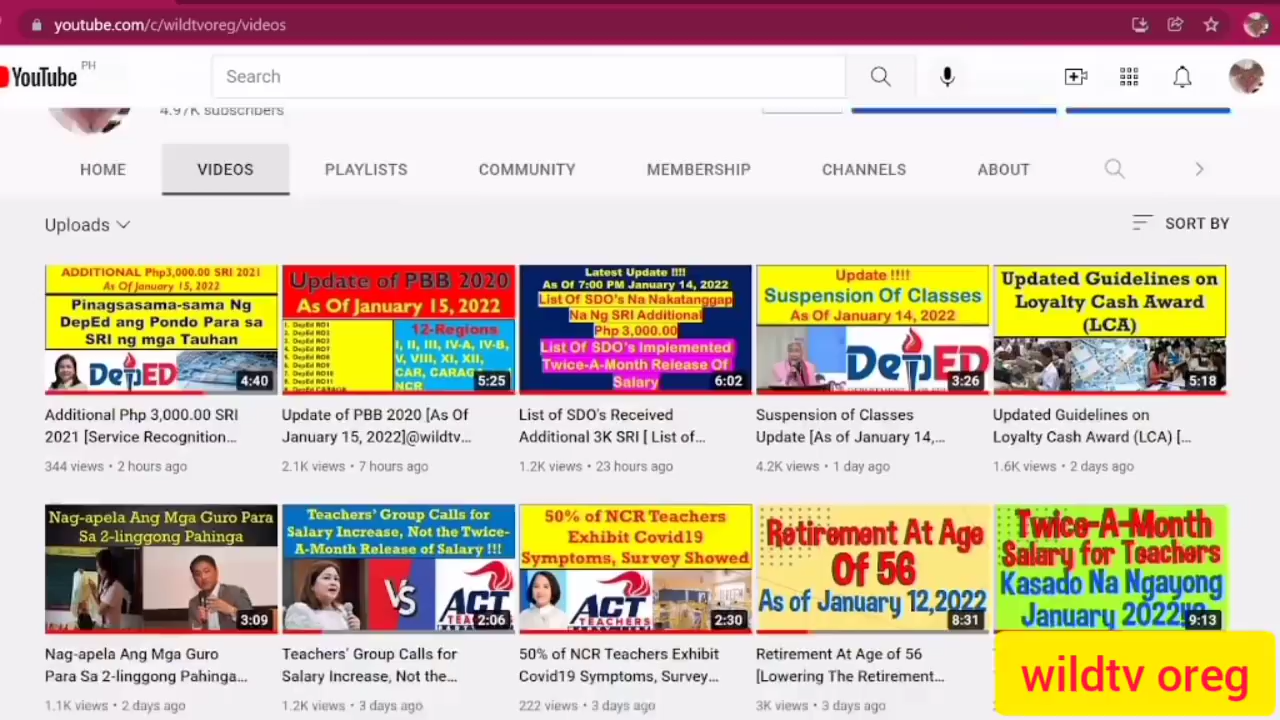 youtube.com/c/wildtvoreg/videos
YouTube PH
Search
4.97K subscribers
HOME VIDEOS PLAYLISTS COMMUNITY MEMBERSHIP CHANNELS ABOUT
Uploads
SORT BY
ADDITIONAL Php3,000.00 SRI 2021
As of January 15, 2022
Pinagsasama-sama Ng
DepEd ang Pondo Para sa
SRI ng mga Tauhan
DepED
4:40
Additional Php 3,000.00 SRI
2021 [Service Recognition...
344 views • 2 hours ago
Update of PBB 2020
As Of January 15, 2022
12-Regions
I, II, III, IV-A, IV-B,
V, VIII, XI, XII,
CAR, CARAGA
NCR
5:25
Update of PBB 2020 [As Of
January 15, 2022]@wildtv...
2.1K views • 7 hours ago
Latest Update !!!!
As Of 7:00 PM January 14, 2022
List Of SDO's Na Nakatanggap
Na Ng SRI Additional
Php 3,000.00
List Of SDO's Implemented
Twice-A-Month Release Of
Salary
6:02
List of SDO's Received
Additional 3K SRI [ List of...
1.2K views • 23 hours ago
Update !!!!
Suspension Of Classes
As Of January 14, 2022
DepED
3:26
Suspension of Classes
Update [As of January 14,...
4.2K views • 1 day ago
Updated Guidelines on
Loyalty Cash Award
(LCA)
5:18
Updated Guidelines on
Loyalty Cash Award (LCA) [...
1.6K views • 2 days ago
Nag-apela Ang Mga Guro Para
Sa 2-linggong Pahinga
3:09
Nag-apela Ang Mga Guro
Para Sa 2-linggong Pahinga...
1.1K views • 2 days ago
Teachers' Group Calls for
Salary Increase, Not the Twice-
A-Month Release of Salary !!!
VS
ACT
2:06
Teachers' Group Calls for
Salary Increase, Not the...
1.2K views • 3 days ago
50% of NCR Teachers
Exhibit Covid19
Symptoms, Survey Showed
ACT
TEACHERS
2:30
50% of NCR Teachers Exhibit
Covid19 Symptoms, Survey...
222 views • 3 days ago
Retirement At Age
Of 56
As of January 12,2022
8:31
Retirement At Age of 56
[Lowering The Retirement...
3K views • 3 days ago
Twice-A-Month
Salary for Teachers
Kasado Na Ngayong
January 2022!!!
9:13
wildtv oreg